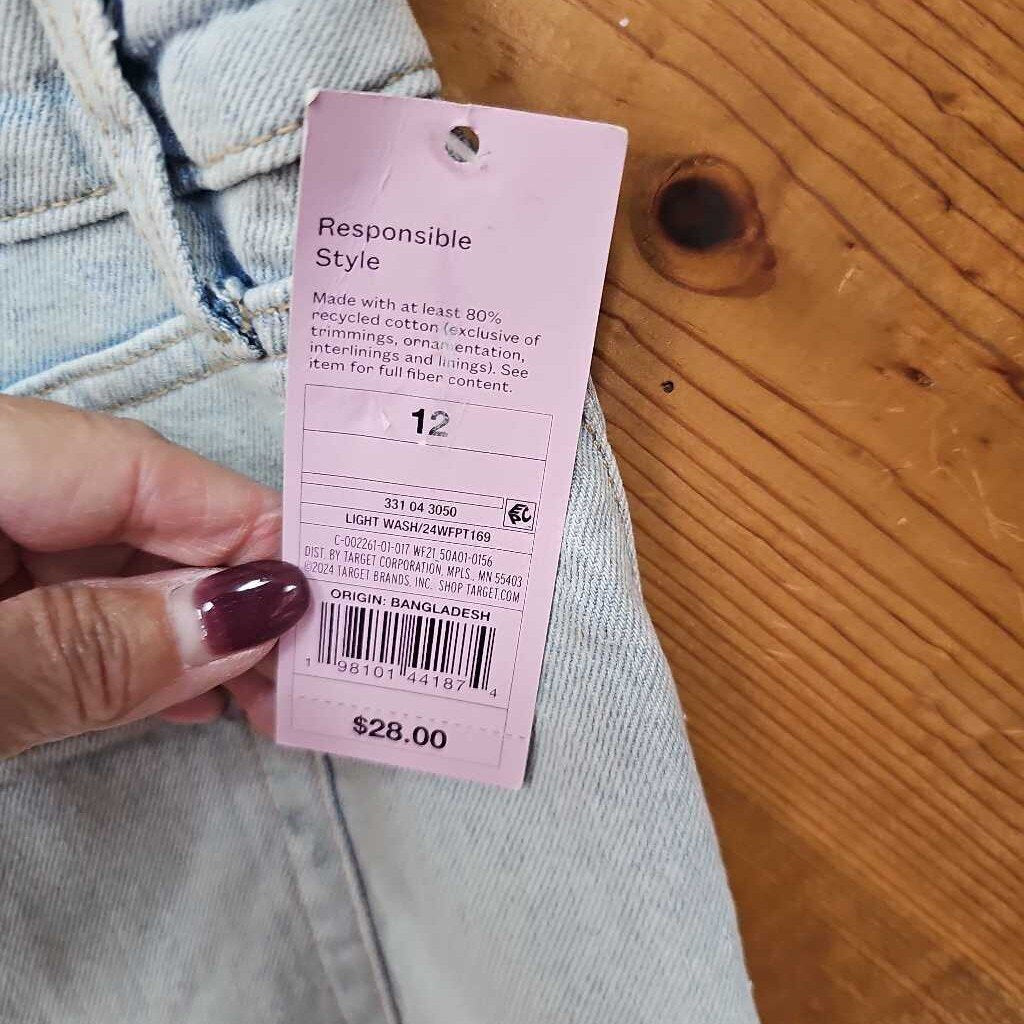 Responsible
Style
Made with at least 80%
recycled cotton (exclusive of
trimmings, ornamentation,
interlinings and linings). See
item for full fiber content.
12
331 04 3050
LIGHT WASH/24WFPT169
C-002261-01-017 WF21_50A01-0156
DIST. BY TARGET CORPORATION, MPLS., MN 55403
©2024 TARGET BRANDS, INC. SHOP TARGET.COM
ORIGIN: BANGLADESH
1 98101 44187 4
$28.00